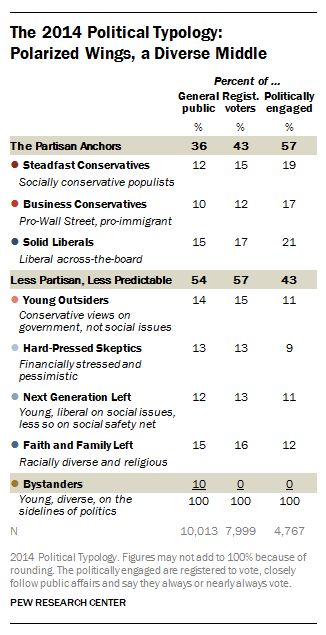 The 2014 Political Typology:
Polarized Wings, a Diverse Middle
Percent of ...
General Regist. Politically
public voters engaged
% % %
The Partisan Anchors 36 43 57
Steadfast Conservatives 12 15 19
Socially conservative populists
Business Conservatives 10 12 17
Pro-Wall Street, pro-immigrant
Solid Liberals 15 17 21
Liberal across-the-board
Less Partisan, Less Predictable 54 57 43
Young Outsiders 14 15 11
Conservative views on
government, not social issues
Hard-Pressed Skeptics 13 13 9
Financially stressed and
pessimistic
Next Generation Left 12 13 11
Young, liberal on social issues,
less so on social safety net
Faith and Family Left 15 16 12
Racially diverse and religious
Bystanders 10 0 0
Young, diverse, on the 100 100 100
sidelines of politics
N 10,013 7,999 4,767
2014 Political Typology. Figures may not add to 100% because of
rounding. The politically engaged are registered to vote, closely
follow public affairs and say they always or nearly always vote.
PEW RESEARCH CENTER